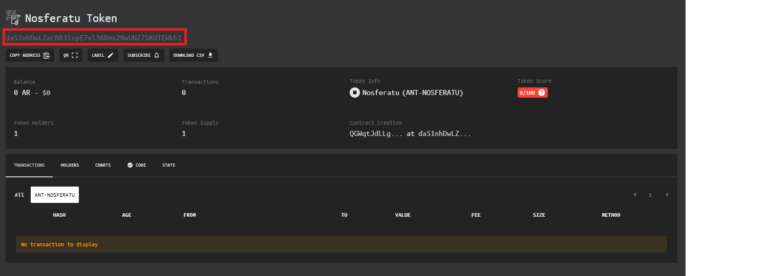 Nosferatu Token
COPY ADDRESS QR LABEL SUBSCRIBE DOWNLOAD CSV
Balance Transactions Token Info Token Score
0 AR - $0 0 Nosferatu (ANT-NOSFERATU) 0/100
Token Holders Token Supply Contract Creation
1 1 QGWqtJdLLg... at da51nhDwLZ...
TRANSACTIONS HOLDERS CHARTS CODE STATE
All ANT-NOSFERATU 1
HASH AGE FROM TO VALUE FEE SIZE METHOD
No transaction to display